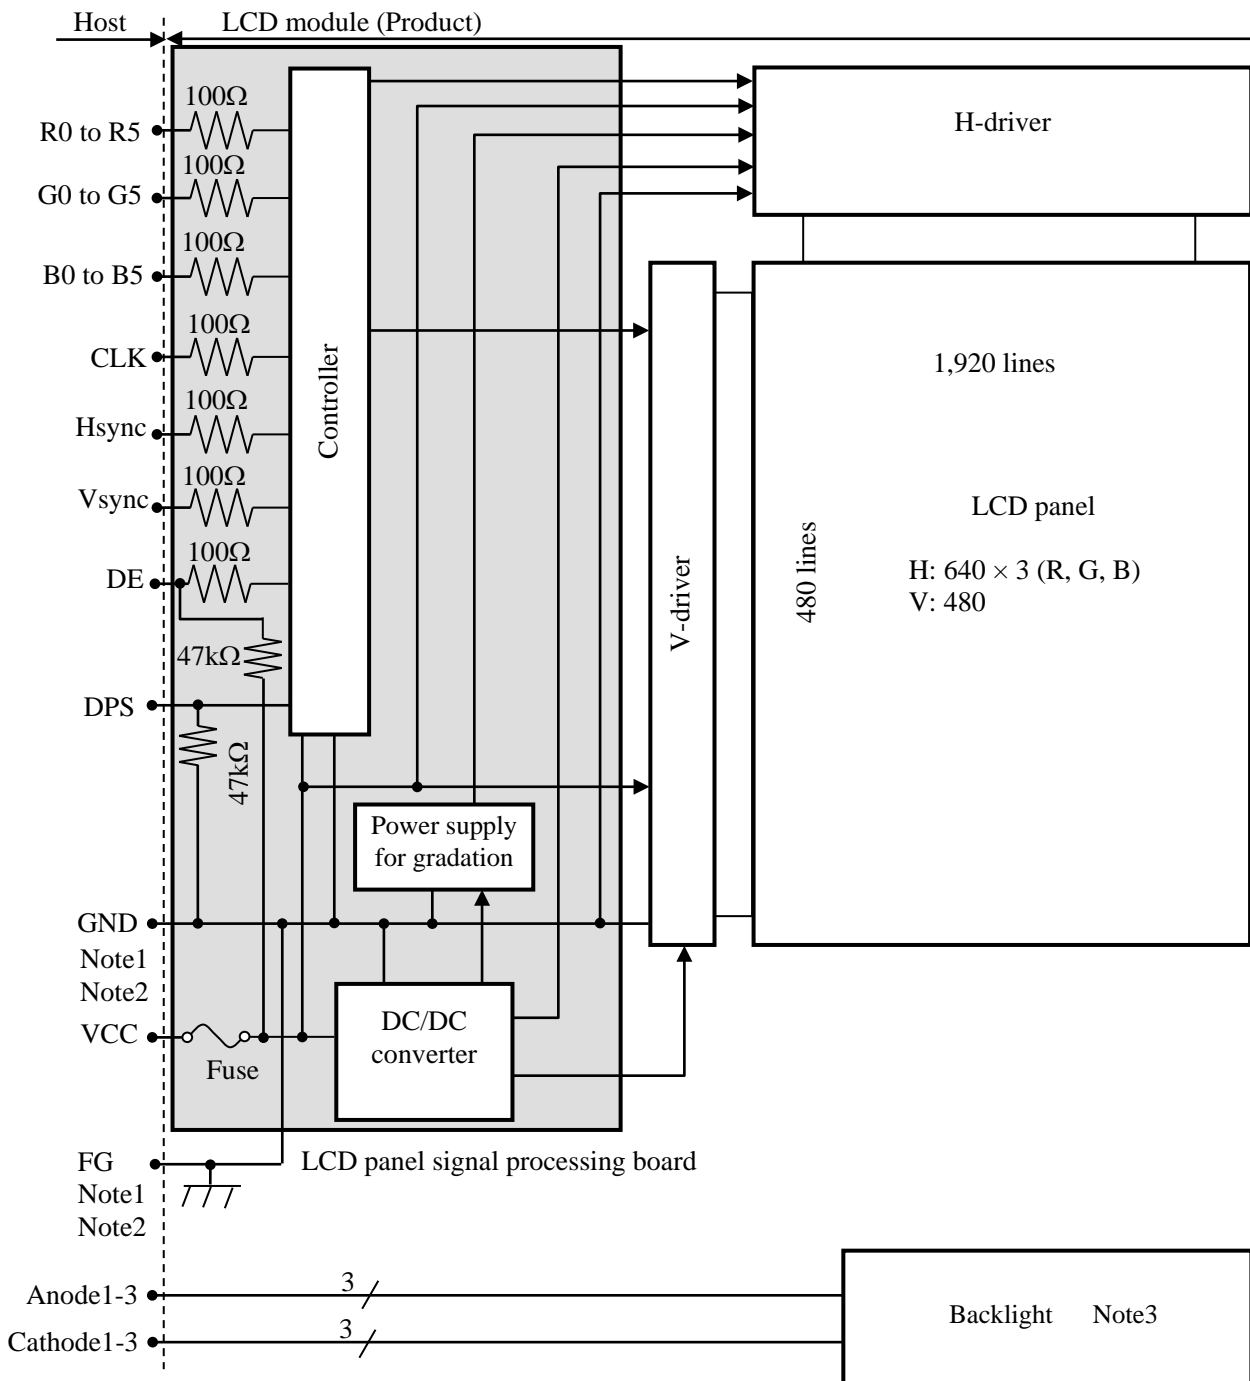 Host
LCD module (Product)
100Ω
R0 to R5
100Ω
G0 to G5
100Ω
B0 to B5
100Ω
CLK
100Ω
Hsync
100Ω
Vsync
100Ω
DE
47kΩ
DPS
47kΩ
Controller
H-driver
V-driver
1,920 lines
480 lines
LCD panel
H: 640 × 3 (R, G, B)
V: 480
Power supply
for gradation
GND
Note1
Note2
VCC
Fuse
DC/DC
converter
FG
Note1
Note2
LCD panel signal processing board
Anode1-3
3
Cathode1-3
3
Backlight Note3